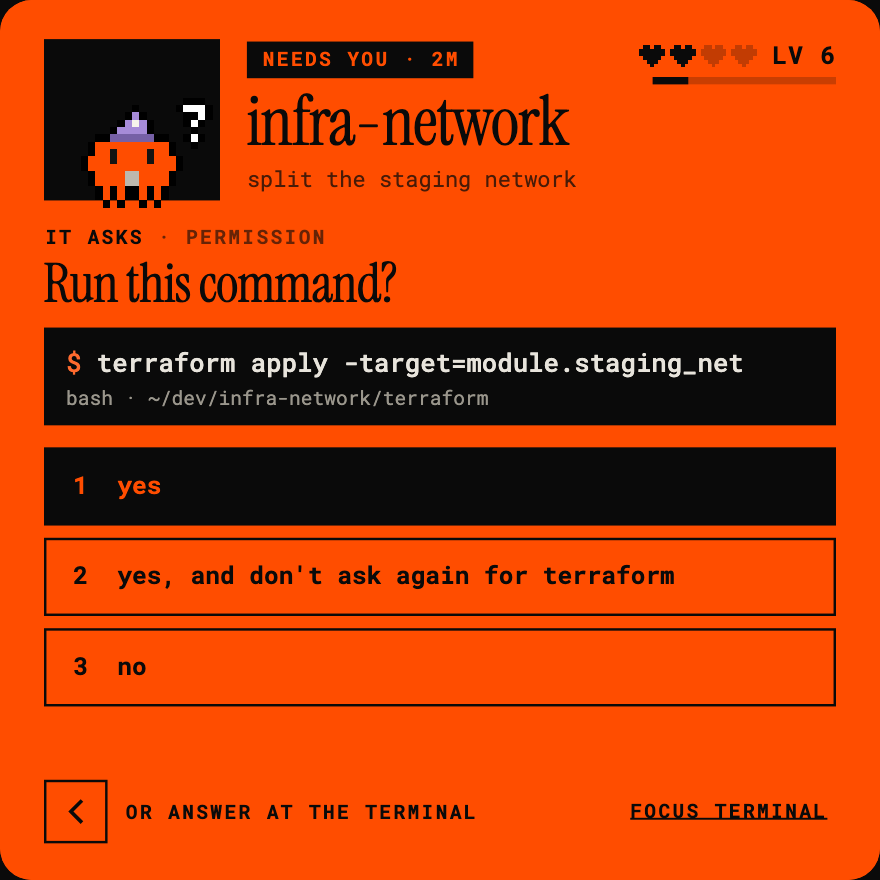 NEEDS YOU · 2M
LV 6
?
infra-network
split the staging network
IT ASKS · PERMISSION
Run this command?
$ terraform apply -target=module.staging_net
bash · ~/dev/infra-network/terraform
1 yes
2 yes, and don't ask again for terraform
3 no
OR ANSWER AT THE TERMINAL
FOCUS TERMINAL